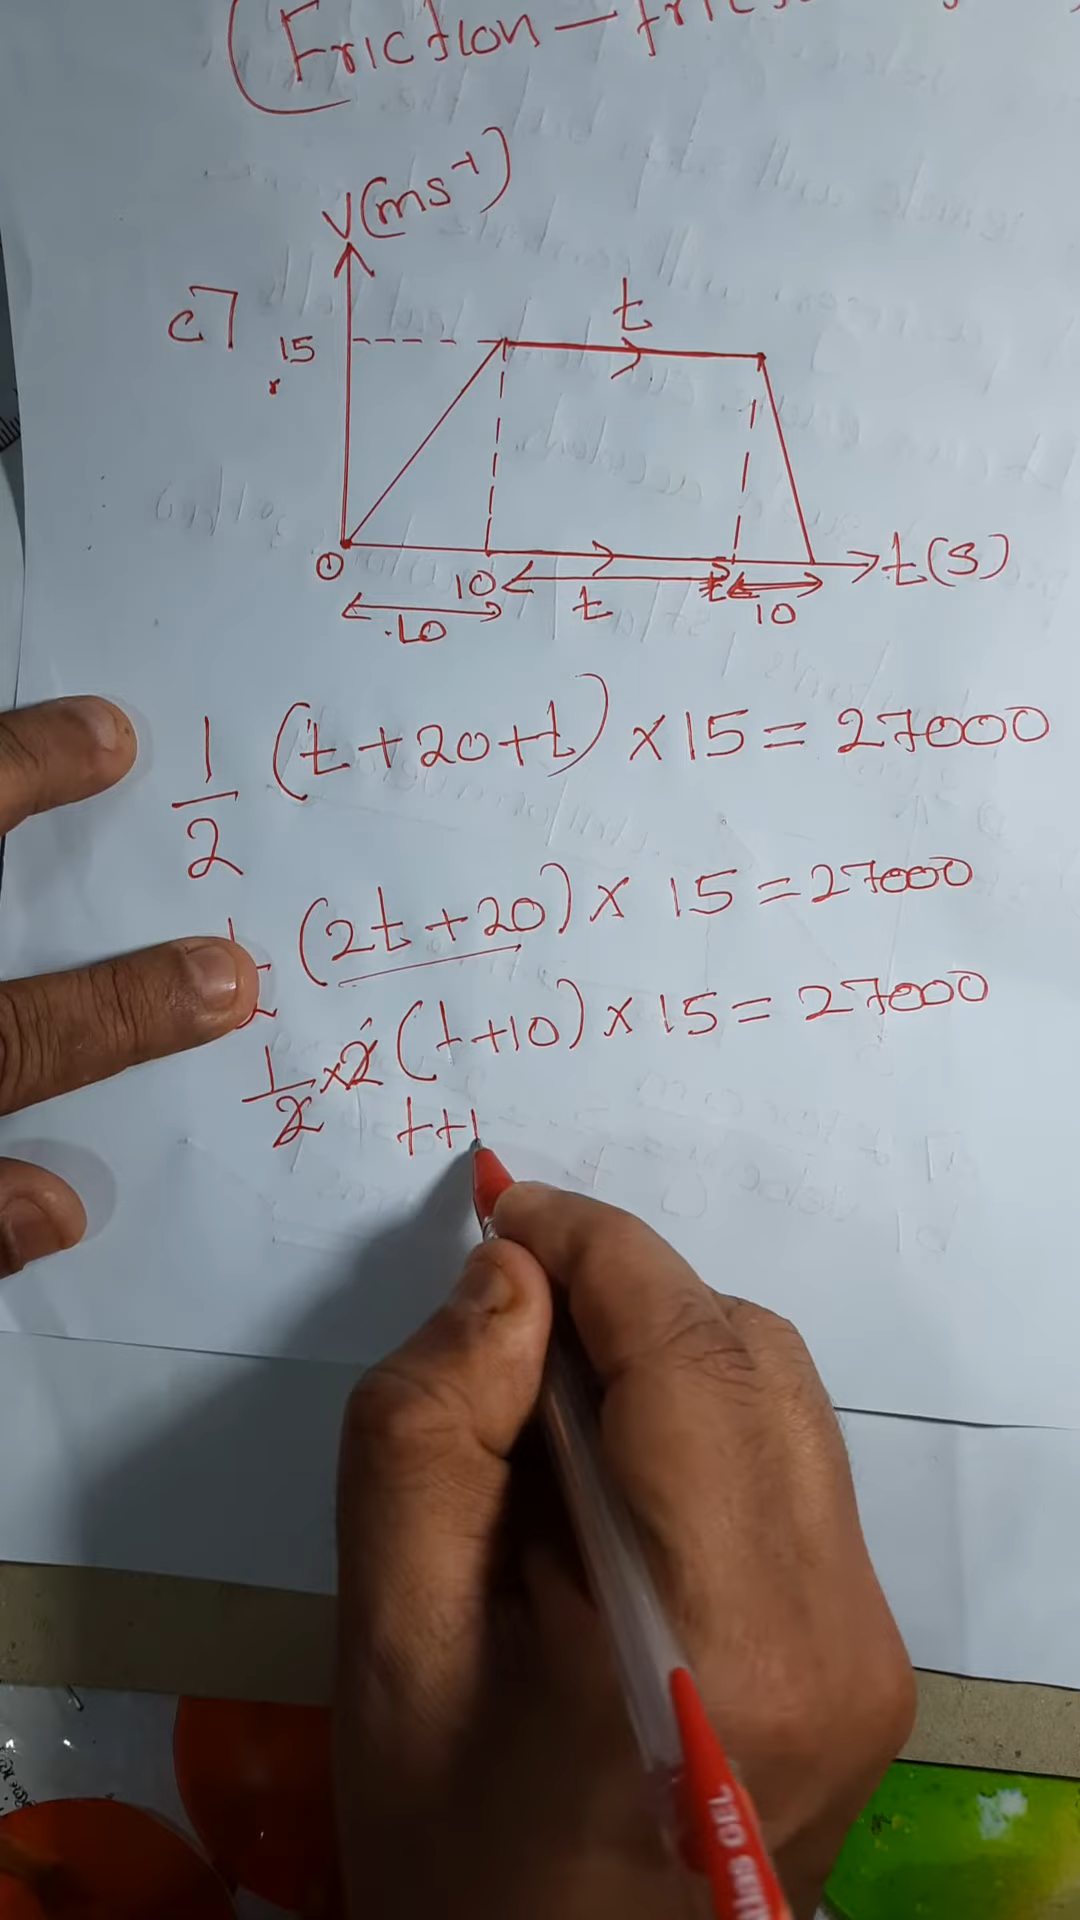 (Friction –
V(ms⁻¹)
c7
t
15
0
10
t(s)
10
t
10
1/2 (t+20+t) × 15 = 27000
(2t+20) × 15 = 27000
1/2 × 2 (t+10) × 15 = 27000
t+1
GEL